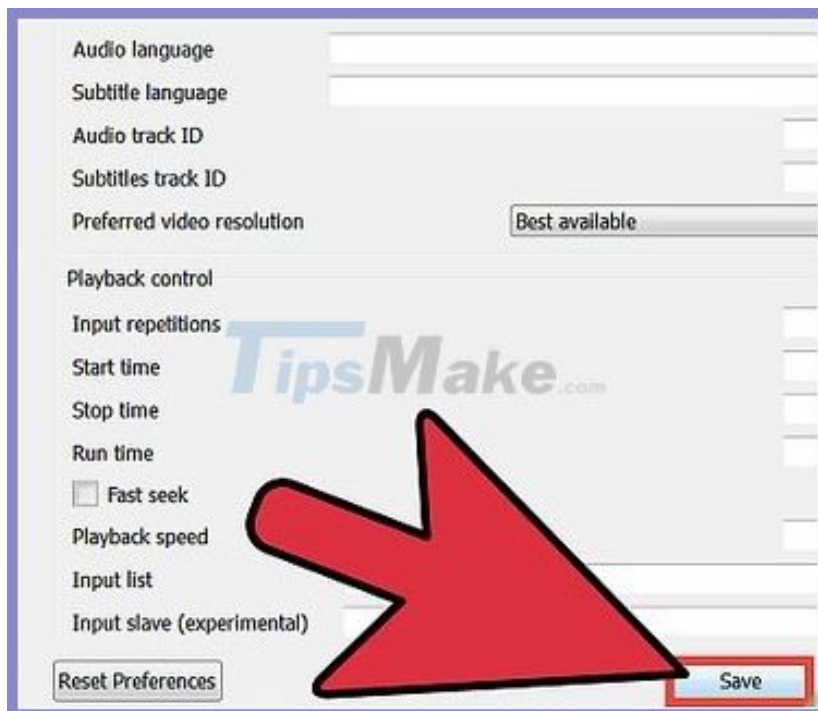 Audio language
Subtitle language
Audio track ID
Subtitles track ID
Preferred video resolution Best available
Playback control
Input repetitions
TipsMake.com
Start time
Stop time
Run time
Fast seek
Playback speed
Input list
Input slave (experimental)
Reset Preferences Save